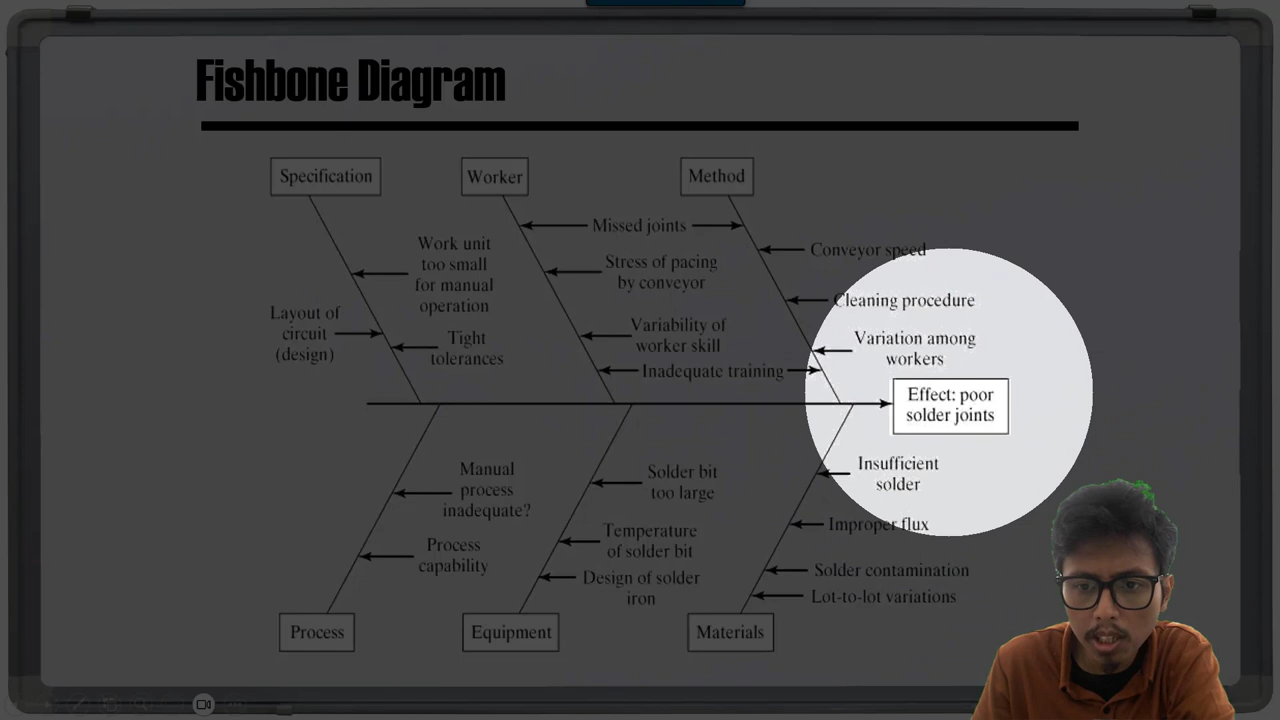 Fishbone Diagram
Specification
Worker
Method
Missed joints
Conveyor speed
Work unit
too small
for manual
operation
Stress of pacing
by conveyor
Cleaning procedure
Layout of
circuit
(design)
Tight
tolerances
Variability of
worker skill
Variation among
workers
Inadequate training
Effect: poor
solder joints
Manual
process
inadequate?
Solder bit
too large
Insufficient
solder
Process
capability
Temperature
of solder bit
Improper flux
Design of solder
iron
Solder contamination
Lot-to-lot variations
Process
Equipment
Materials